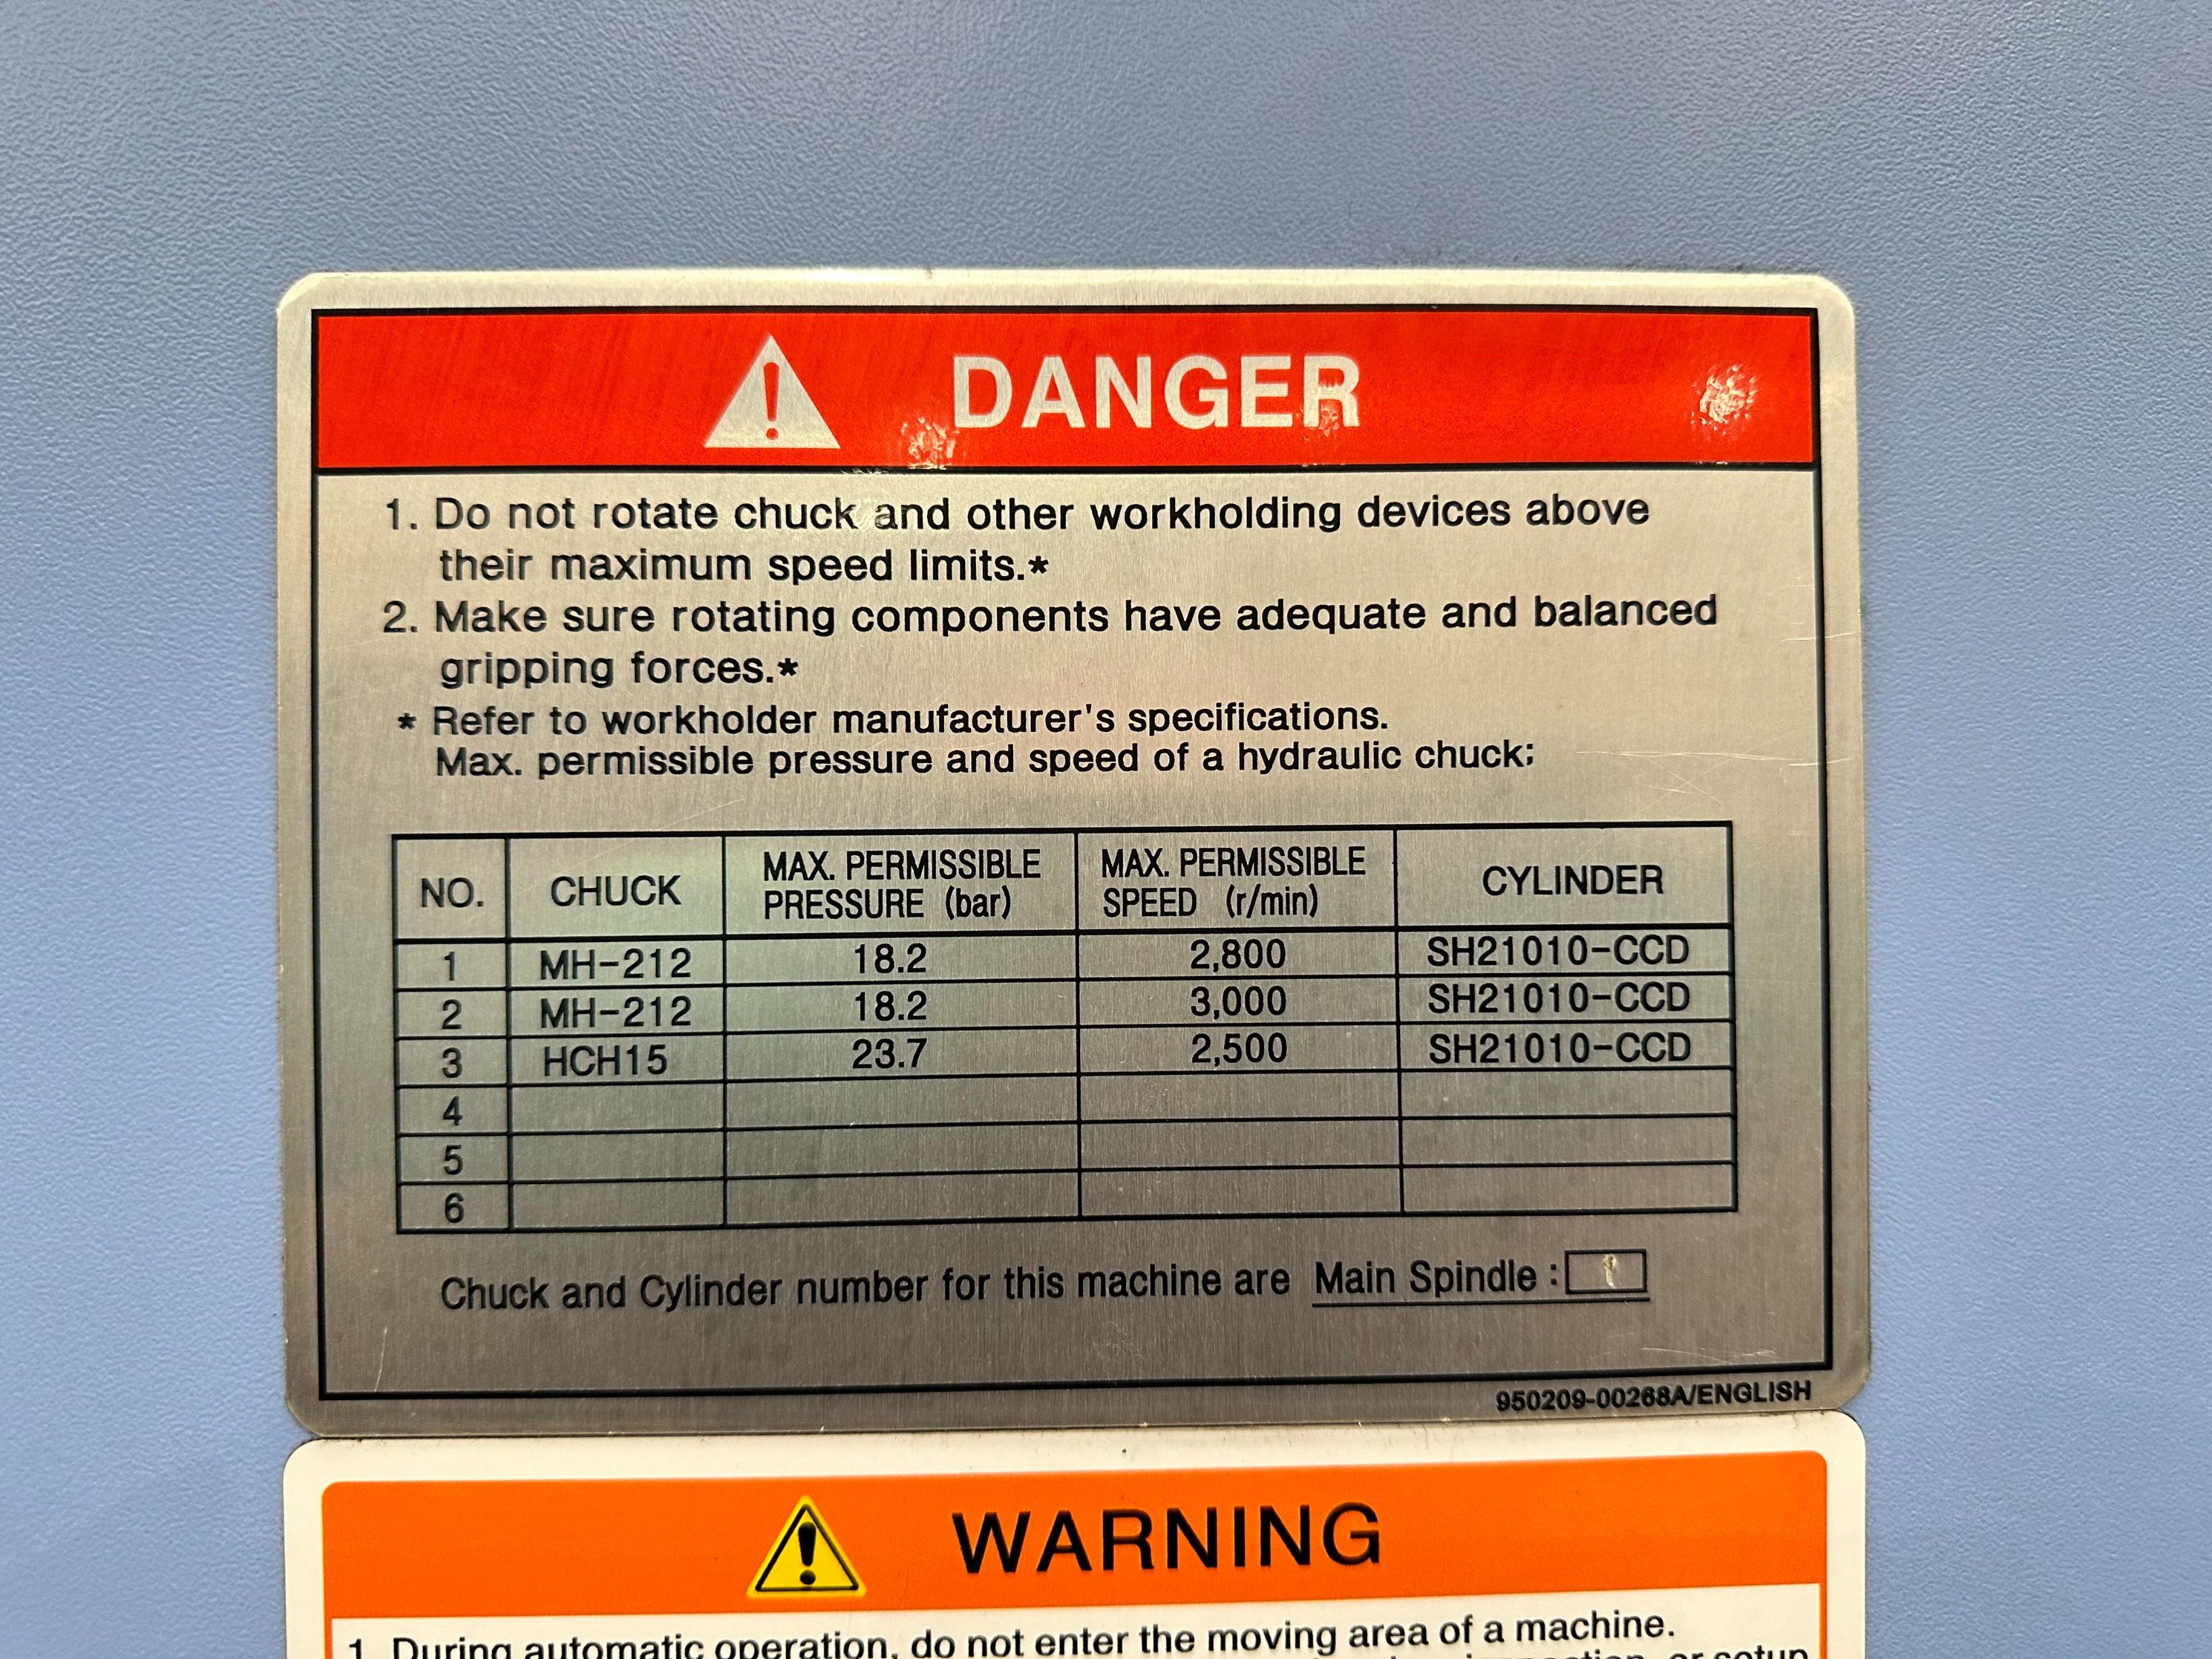 DANGER
1. Do not rotate chuck and other workholding devices above
their maximum speed limits.*
2. Make sure rotating components have adequate and balanced
gripping forces.*
* Refer to workholder manufacturer's specifications.
Max. permissible pressure and speed of a hydraulic chuck;
NO. CHUCK MAX. PERMISSIBLE PRESSURE (bar) MAX. PERMISSIBLE SPEED (r/min) CYLINDER
1 MH-212 18.2 2,800 SH21010-CCD
2 MH-212 18.2 3,000 SH21010-CCD
3 HCH15 23.7 2,500 SH21010-CCD
4
5
6
Chuck and Cylinder number for this machine are Main Spindle : 1
950209-00268A/ENGLISH
WARNING
1. During automatic operation, do not enter the moving area of a machine.
inspection, or setup